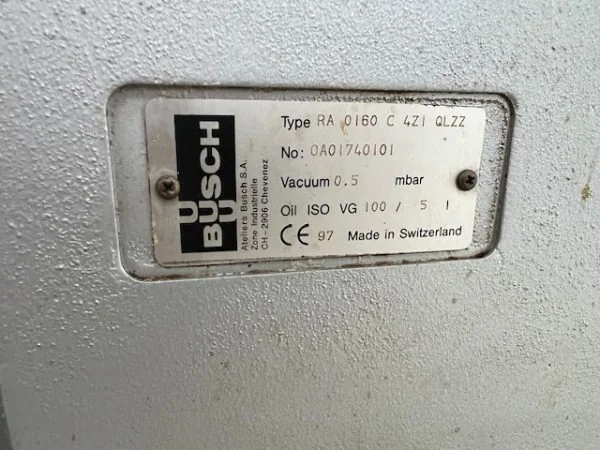 BUSCH
Ateliers Busch S.A.
Zone Industrielle
CH - 2906 Chevenez
Type RA 0160 C 4Z1 QLZZ
No: 0A01740101
Vacuum 0.5 mbar
Oil ISO VG 100 / 5 l
CE 97 Made in Switzerland